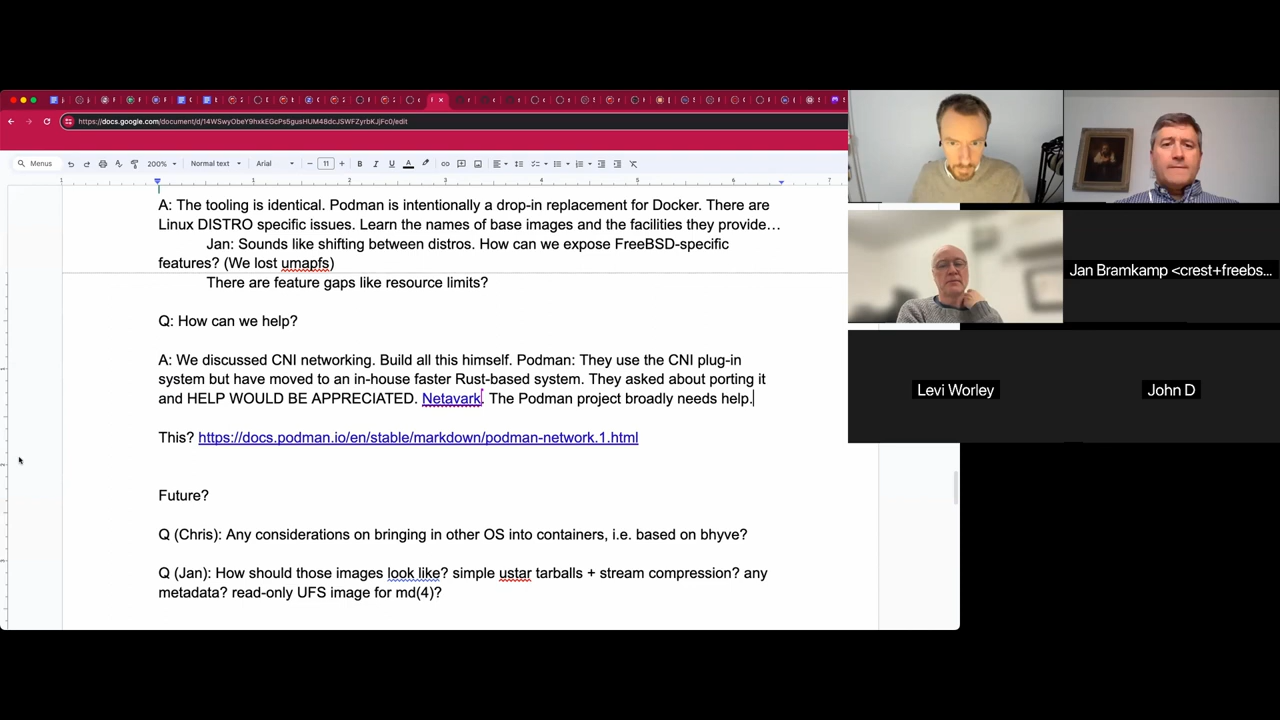 https://docs.google.com/document/d/14WSwyObeY9hxkEGcPs5gusHUM48dcJSWFZyrbKJjFc0/edit
Menus
200%
Normal text
Arial
11
1 1 2 3 4 5 6 7
A: The tooling is identical. Podman is intentionally a drop-in replacement for Docker. There are
Linux DISTRO specific issues. Learn the names of base images and the facilities they provide…
Jan: Sounds like shifting between distros. How can we expose FreeBSD-specific
features? (We lost umapfs)
There are feature gaps like resource limits?
Q: How can we help?
A: We discussed CNI networking. Build all this himself. Podman: They use the CNI plug-in
system but have moved to an in-house faster Rust-based system. They asked about porting it
and HELP WOULD BE APPRECIATED. Netavark. The Podman project broadly needs help.
This? https://docs.podman.io/en/stable/markdown/podman-network.1.html
Future?
Q (Chris): Any considerations on bringing in other OS into containers, i.e. based on bhyve?
Q (Jan): How should those images look like? simple ustar tarballs + stream compression? any
metadata? read-only UFS image for md(4)?
Jan Bramkamp <crest+freebs...
Levi Worley
John D